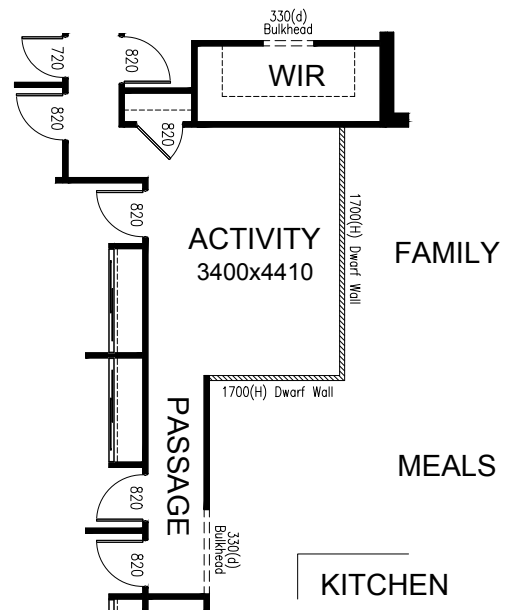 330(d)
Bulkhead
WIR
720
820
820
820
820
ACTIVITY
3400x4410
1700(H) Dwarf Wall
FAMILY
1700(H) Dwarf Wall
PASSAGE
MEALS
820
330(d)
Bulkhead
820
KITCHEN